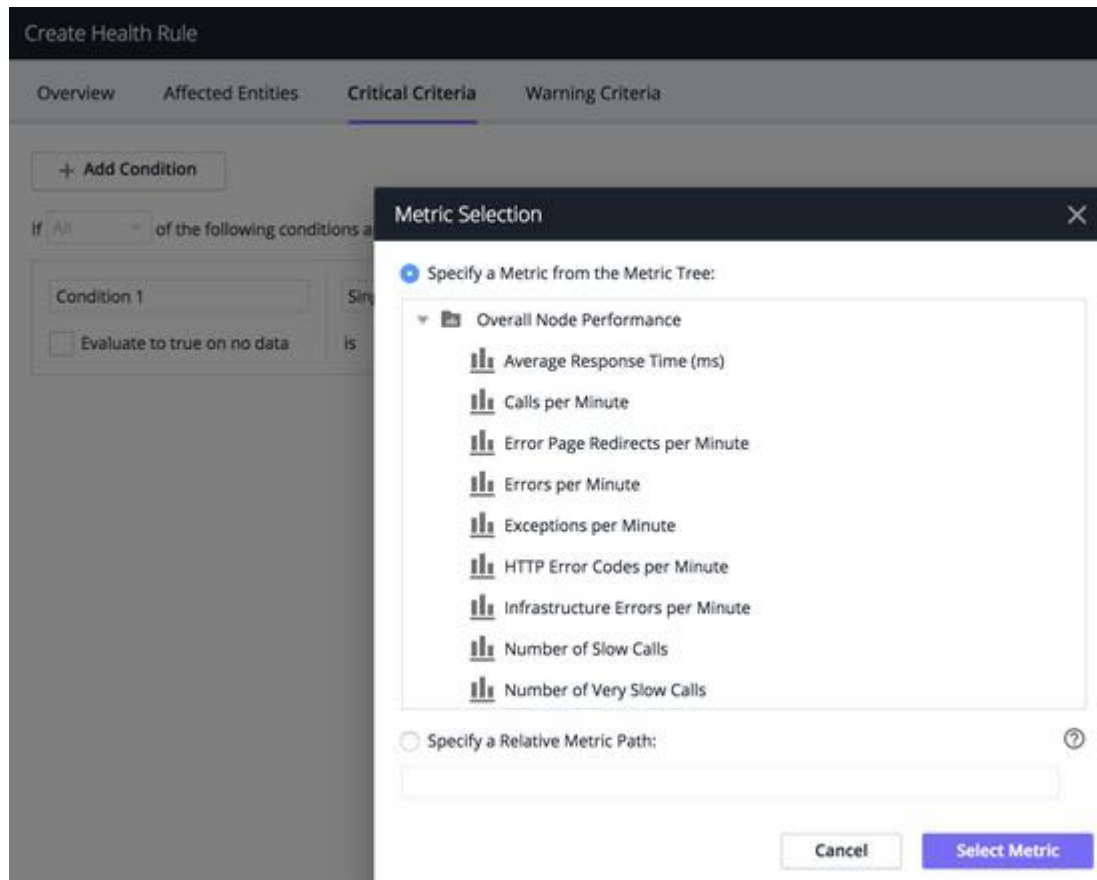 Create Health Rule
Overview Affected Entities Critical Criteria Warning Criteria
+ Add Condition
If All of the following conditions a
Condition 1
Sing
Evaluate to true on no data is
Metric Selection
Specify a Metric from the Metric Tree:
Overall Node Performance
Average Response Time (ms)
Calls per Minute
Error Page Redirects per Minute
Errors per Minute
Exceptions per Minute
HTTP Error Codes per Minute
Infrastructure Errors per Minute
Number of Slow Calls
Number of Very Slow Calls
Specify a Relative Metric Path:
Cancel Select Metric